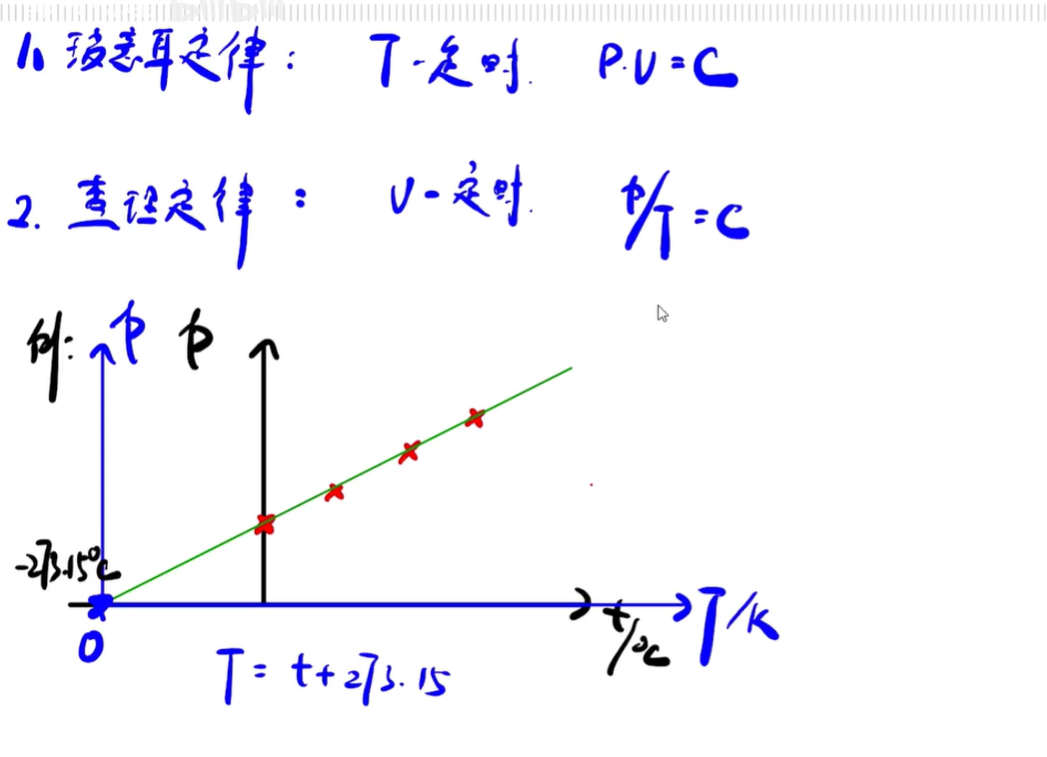 1、玻意耳定律： T一定时. P.V=C
2. 查理定律： V一定时. p/T=C
例: p p
-273.15℃
0
t/℃ T/K
T=t+273.15